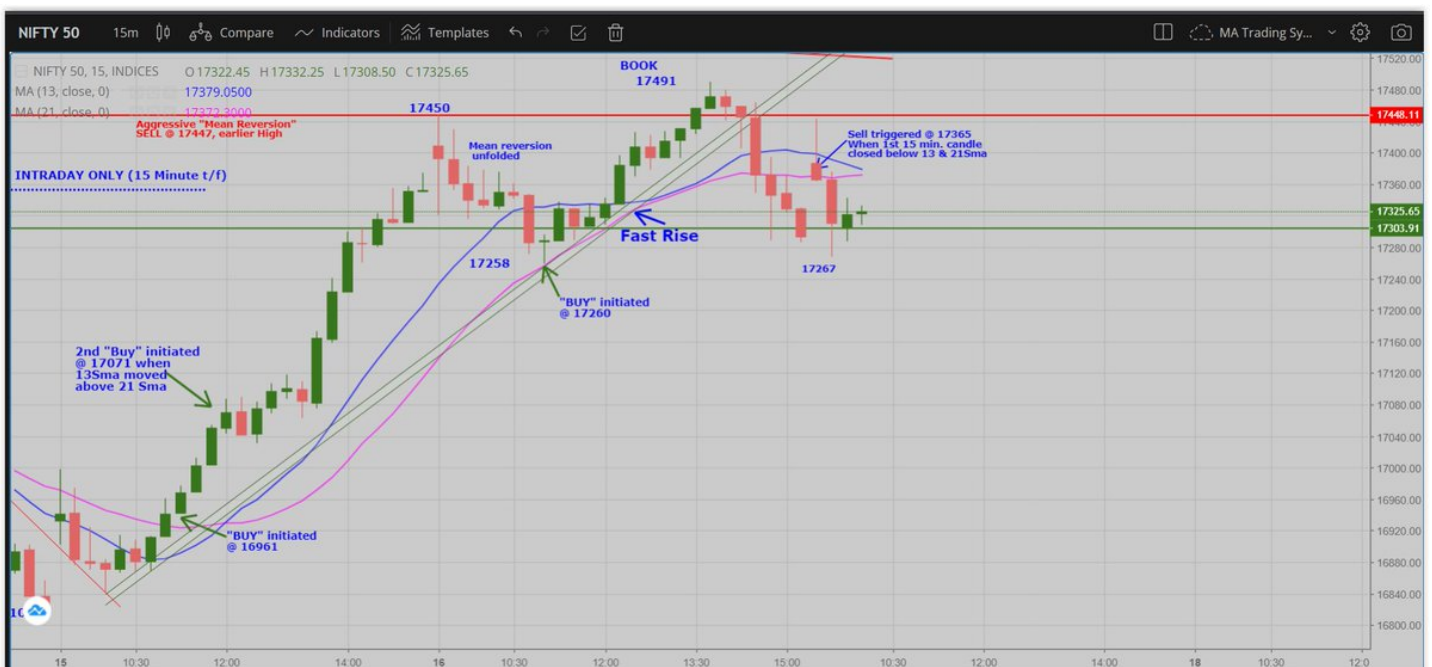 NIFTY 50 15m Compare Indicators Templates MA Trading Sy...
NIFTY 50, 15, INDICES O17322.45 H17332.25 L17308.50 C17325.65
MA (13, close, 0) 17379.0500
MA (21, close, 0) 17372.3000
Aggressive "Mean Reversion"
SELL @ 17447, earlier High
INTRADAY ONLY (15 Minute t/f)
17450
Mean reversion
unfolded
BOOK
17491
Sell triggered @ 17365
When 1st 15 min. candle
closed below 13 & 21Sma
Fast Rise
17258
17267
"BUY" initiated
@ 17260
2nd "Buy" initiated
@ 17071 when
13Sma moved
above 21 Sma
"BUY" initiated
@ 16961
17520.00
17480.00
17448.11
17400.00
17360.00
17325.65
17303.91
17280.00
17240.00
17200.00
17160.00
17120.00
17080.00
17040.00
17000.00
16960.00
16920.00
16880.00
16840.00
16800.00
15 10:30 12:00 14:00 16 10:30 12:00 13:30 15:00 10:30 12:00 14:00 18 10:30 12:0